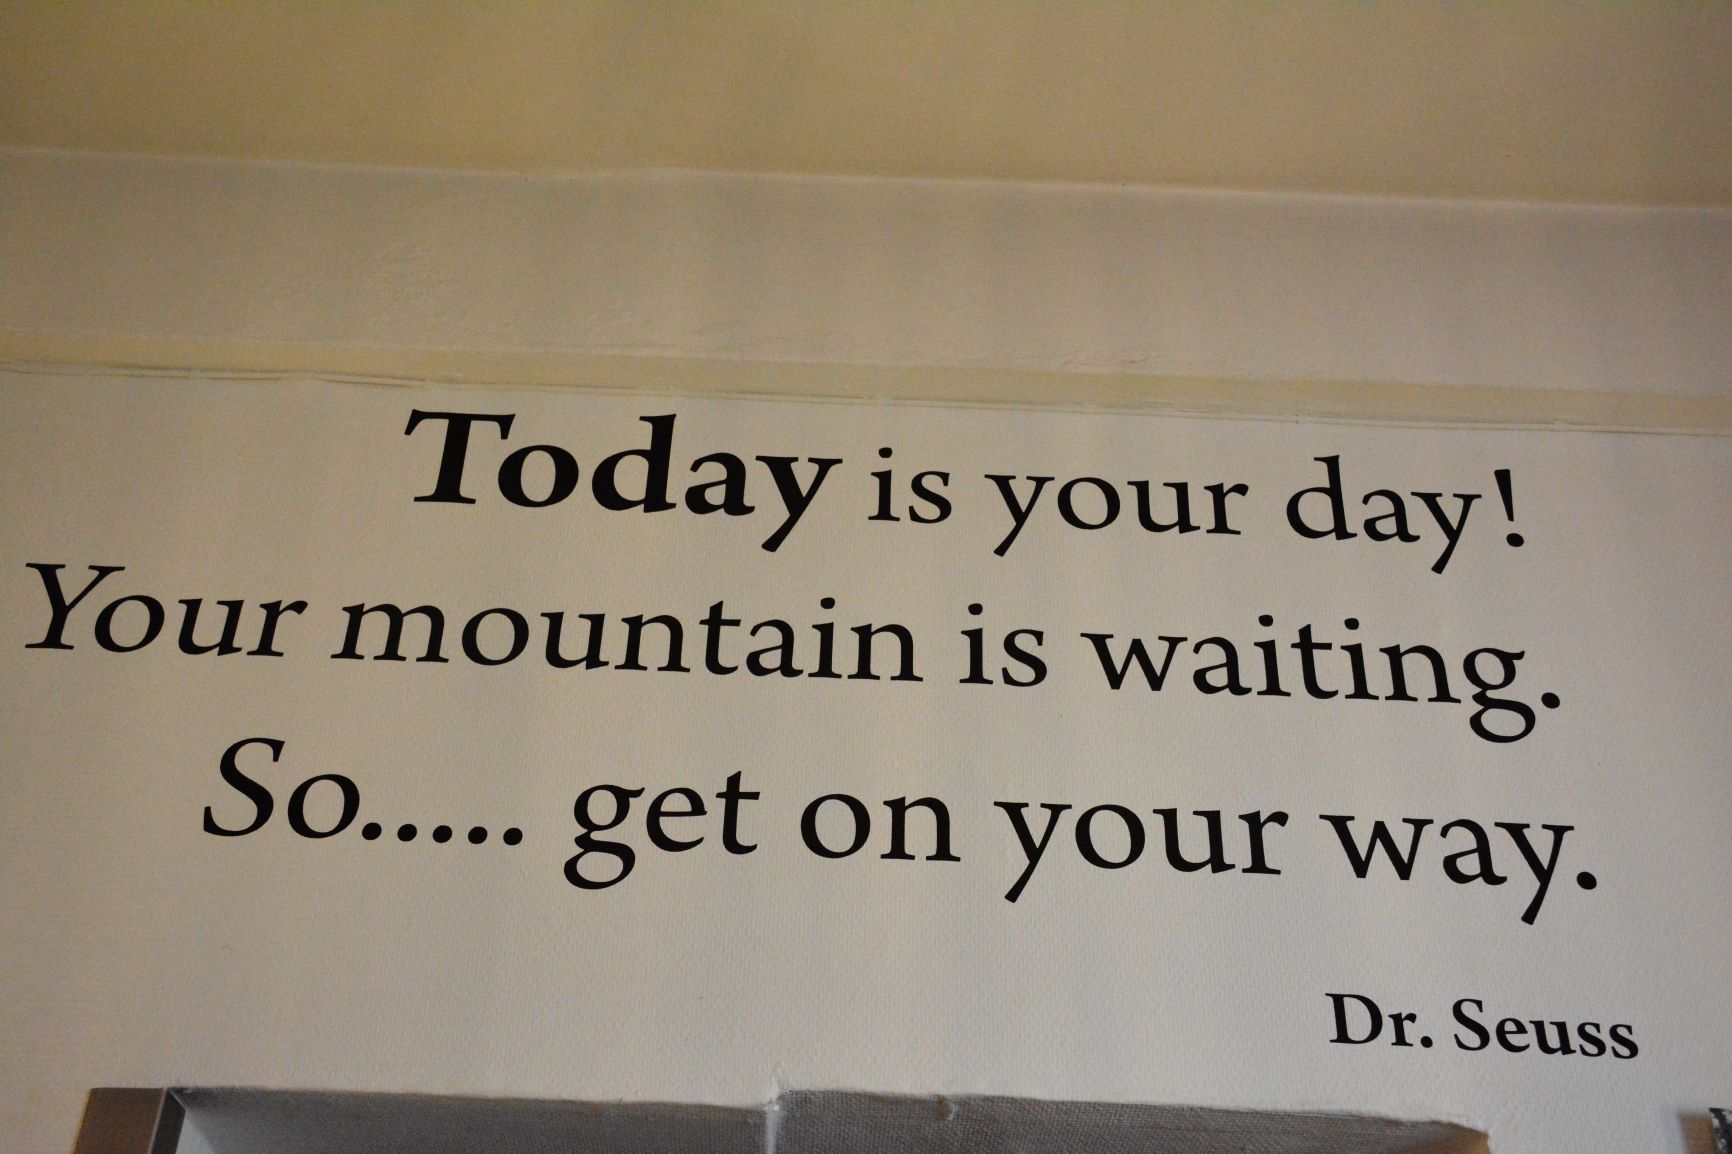 Today is your day!
Your mountain is waiting.
So..... get on your way.
Dr. Seuss